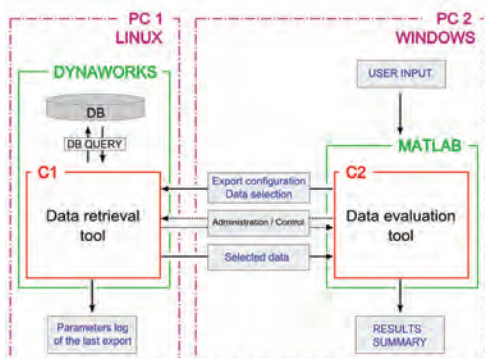 PC 1
LINUX
PC 2
WINDOWS
DYNAWORKS
DB
DB QUERY
C1
Data retrieval
tool
Parameters log
of the last export
Export configuration
Data selection
Administration / Control
Selected data
USER INPUT
MATLAB
C2
Data evaluation
tool
RESULTS
SUMMARY